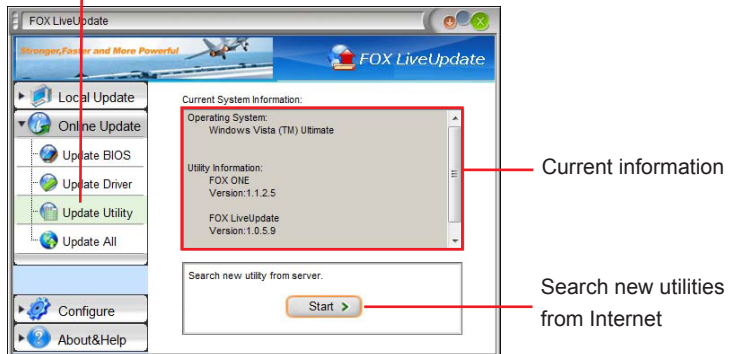 FOX LiveUpdate
Stronger,Faster and More Powerful
FOX LiveUpdate
Local Update
Online Update
Update BIOS
Update Driver
Update Utility
Update All
Configure
About&Help
Current System Information:
Operating System:
Windows Vista (TM) Ultimate
Utility Information:
FOX ONE
Version:1.1.2.5
FOX LiveUpdate
Version:1.0.5.9
Search new utility from server.
Start >
Current information
Search new utilities
from Internet